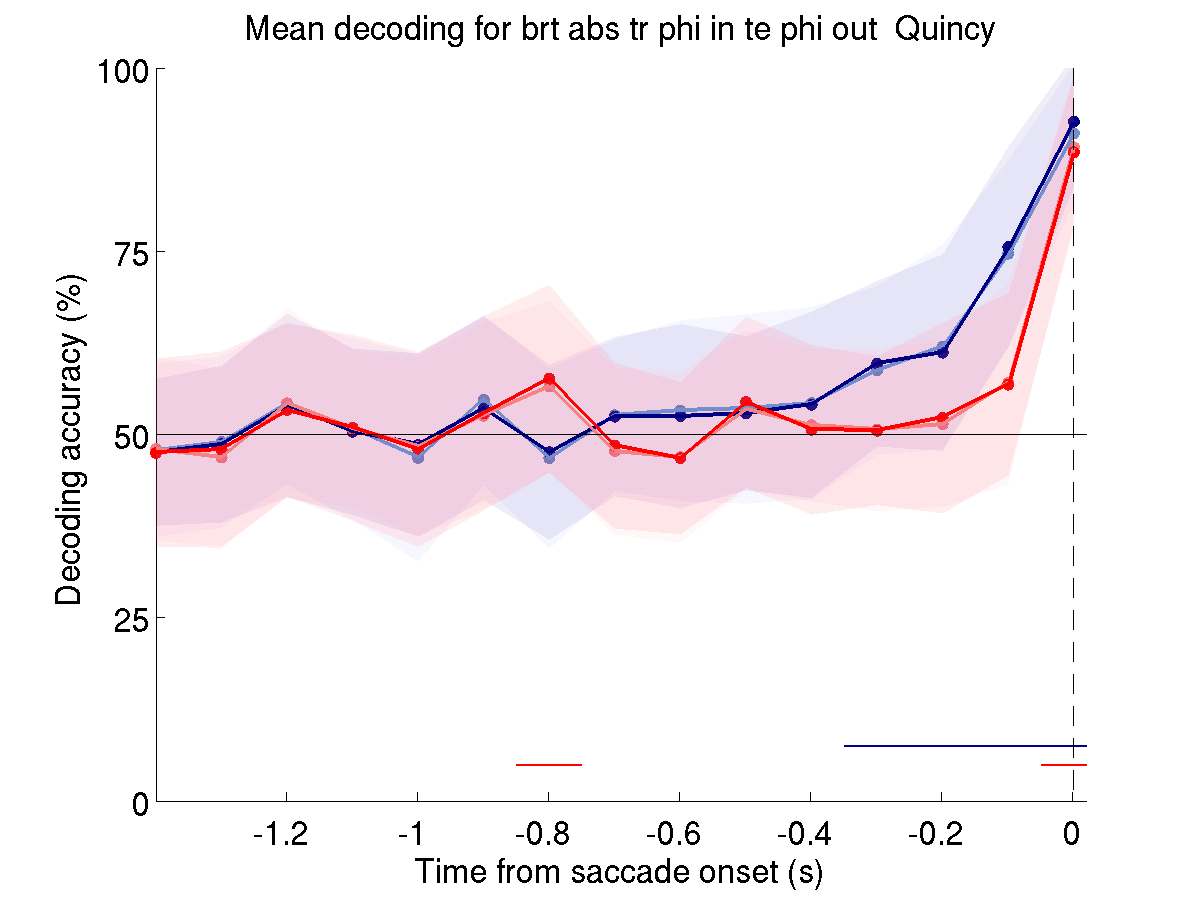 Mean decoding for brt abs tr phi in te phi out  Quincy
100
75
50
25
0
Decoding accuracy (%)
-1.2 -1 -0.8 -0.6 -0.4 -0.2 0
Time from saccade onset (s)